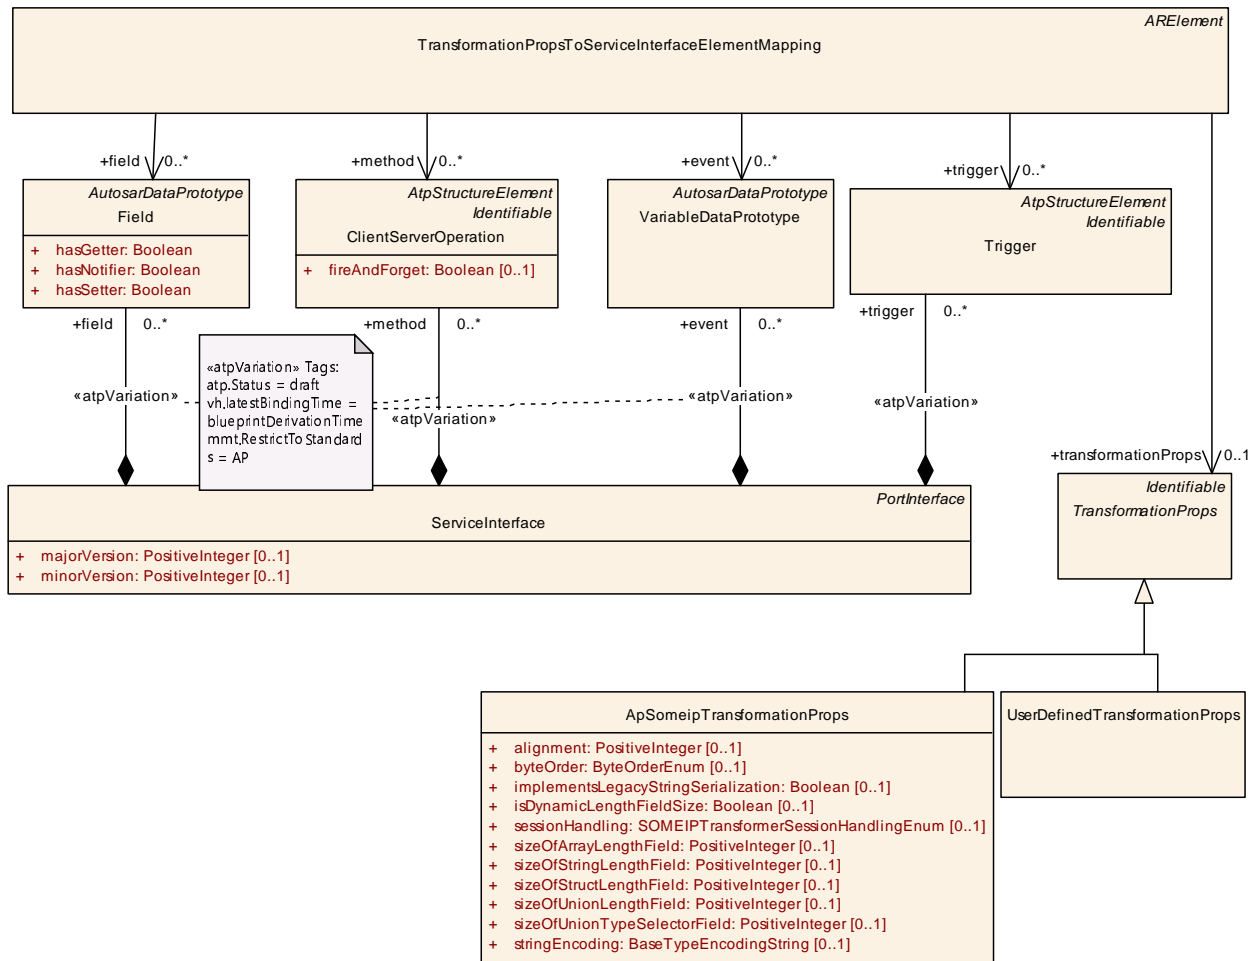 ARElement
TransformationPropsToServiceInterfaceElementMapping
+field 0..*
+method 0..*
+event 0..*
+trigger 0..*
AutosarDataPrototype
Field
+ hasGetter: Boolean
+ hasNotifier: Boolean
+ hasSetter: Boolean
AtpStructureElement
Identifiable
ClientServerOperation
+ fireAndForget: Boolean [0..1]
AutosarDataPrototype
VariableDataPrototype
AtpStructureElement
Identifiable
Trigger
+field 0..*
+method 0..*
+event 0..*
+trigger 0..*
«atpVariation»
«atpVariation» Tags:
atp.Status = draft
vh.latestBindingTime =
blueprintDerivationTime
mmt.RestrictToStandard
s = AP
«atpVariation»
«atpVariation»
«atpVariation»
+transformationProps 0..1
PortInterface
ServiceInterface
+ majorVersion: PositiveInteger [0..1]
+ minorVersion: PositiveInteger [0..1]
Identifiable
TransformationProps
ApSomeipTransformationProps
+ alignment: PositiveInteger [0..1]
+ byteOrder: ByteOrderEnum [0..1]
+ implementsLegacyStringSerialization: Boolean [0..1]
+ isDynamicLengthFieldSize: Boolean [0..1]
+ sessionHandling: SOMEIPTransformerSessionHandlingEnum [0..1]
+ sizeOfArrayLengthField: PositiveInteger [0..1]
+ sizeOfStringLengthField: PositiveInteger [0..1]
+ sizeOfStructLengthField: PositiveInteger [0..1]
+ sizeOfUnionLengthField: PositiveInteger [0..1]
+ sizeOfUnionTypeSelectorField: PositiveInteger [0..1]
+ stringEncoding: BaseTypeEncodingString [0..1]
UserDefinedTransformationProps